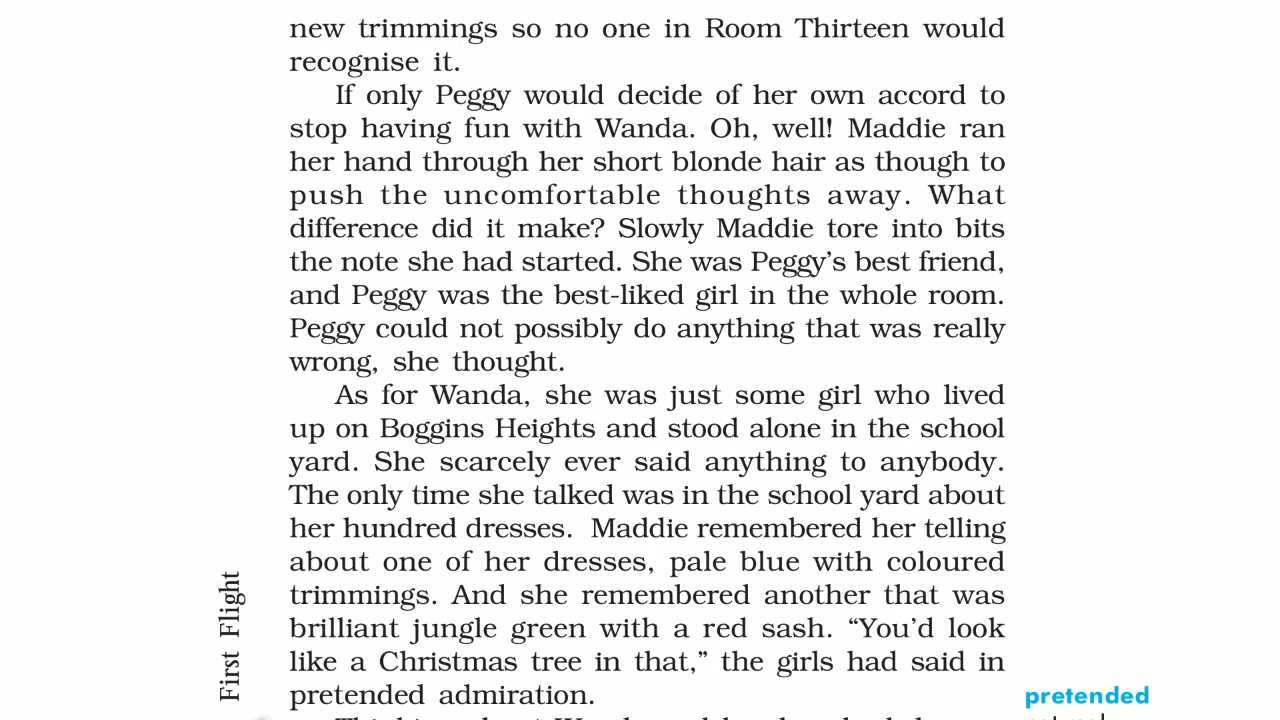 new trimmings so no one in Room Thirteen would
recognise it.
If only Peggy would decide of her own accord to
stop having fun with Wanda. Oh, well! Maddie ran
her hand through her short blonde hair as though to
push the uncomfortable thoughts away. What
difference did it make? Slowly Maddie tore into bits
the note she had started. She was Peggy’s best friend,
and Peggy was the best-liked girl in the whole room.
Peggy could not possibly do anything that was really
wrong, she thought.
As for Wanda, she was just some girl who lived
up on Boggins Heights and stood alone in the school
yard. She scarcely ever said anything to anybody.
The only time she talked was in the school yard about
her hundred dresses. Maddie remembered her telling
about one of her dresses, pale blue with coloured
trimmings. And she remembered another that was
brilliant jungle green with a red sash. “You’d look
like a Christmas tree in that,” the girls had said in
pretended admiration.
pretended
First Flight